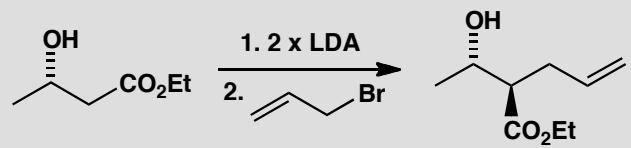 OH
CO₂Et
1. 2 x LDA
2.
Br
OH
CO₂Et